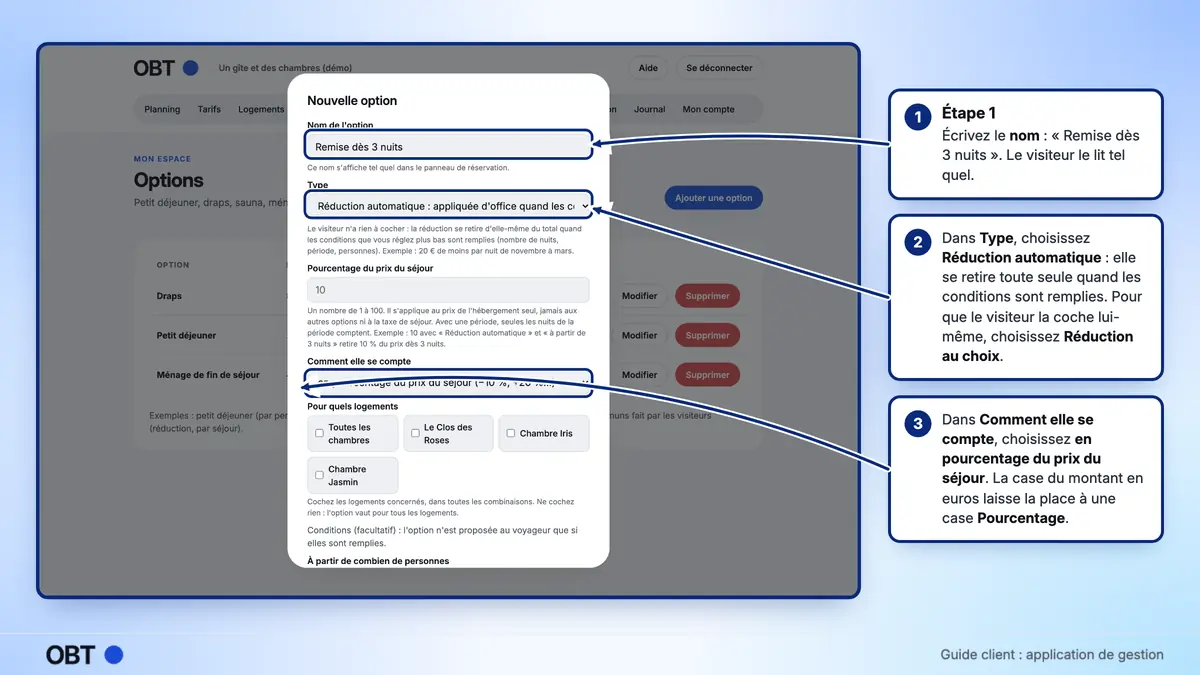 OBT
Un gîte et des chambres (démo)
Aide
Se déconnecter
Planning
Tarifs
Logements
Journal
Mon compte
MON ESPACE
Options
Petit déjeuner, draps, sauna,
Ajouter une option
OPTION
Draps
Modifier
Supprimer
Petit déjeuner
Modifier
Supprimer
Ménage de fin de séjour
Modifier
Supprimer
Exemples : petit déjeuner (par
fait par les visiteurs
(réduction, par séjour).
Nouvelle option
Nom de l'option
Remise dès 3 nuits
Ce nom s'affiche tel quel dans le panneau de réservation.
Type
Réduction automatique : appliquée d'office quand les
Le visiteur n'a rien à cocher : la réduction se retire d'elle-même du total quand
les conditions que vous réglez plus bas sont remplies (nombre de nuits,
période, personnes). Exemple : 20 € de moins par nuit de novembre à mars.
Pourcentage du prix du séjour
10
Un nombre de 1 à 100. Il s'applique au prix de l'hébergement seul, jamais aux
autres options ni à la taxe de séjour. Avec une période, seules les nuits de la
période comptent. Exemple : 10 avec « Réduction automatique » et « à partir de
3 nuits » retire 10 % du prix dès 3 nuits.
Comment elle se compte
du prix du séjour
Pour quels logements
Toutes les
chambres
Le Clos des
Roses
Chambre Iris
Chambre
Jasmin
Cochez les logements concernés, dans toutes les combinaisons. Ne cochez
rien : l'option vaut pour tous les logements.
Conditions (facultatif) : l'option n'est proposée au voyageur que si
elles sont remplies.
À partir de combien de personnes
1
Étape 1
Écrivez le nom : « Remise dès
3 nuits ». Le visiteur le lit tel
quel.
2
Dans Type, choisissez
Réduction automatique : elle
se retire toute seule quand les
conditions sont remplies. Pour
que le visiteur la coche lui-
même, choisissez Réduction
au choix.
3
Dans Comment elle se
compte, choisissez en
pourcentage du prix du
séjour. La case du montant en
euros laisse la place à une
case Pourcentage.
OBT
Guide client : application de gestion